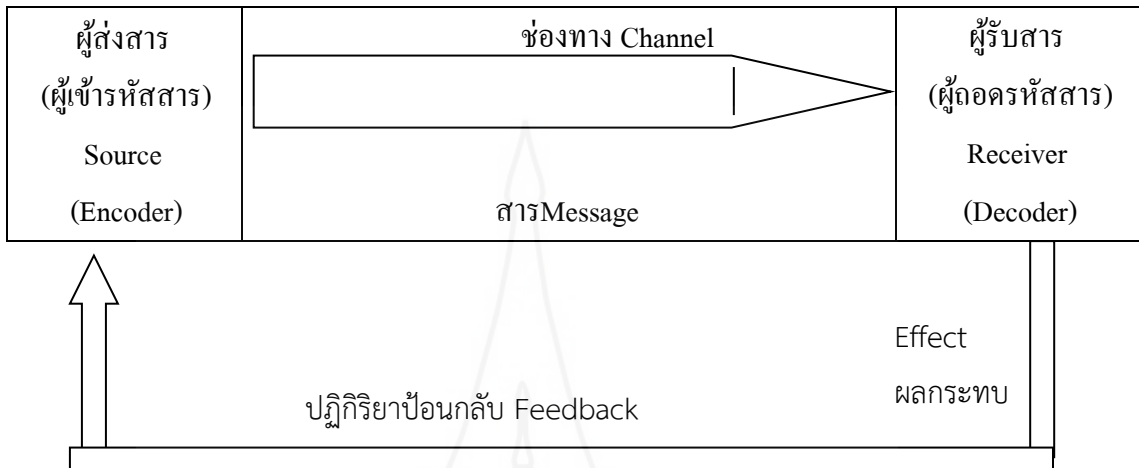 ผู้ส่งสาร
(ผู้เข้ารหัสสาร)
Source
(Encoder)
ช่องทาง Channel
สารMessage
ผู้รับสาร
(ผู้ถอดรหัสสาร)
Receiver
(Decoder)
Effect
ผลกระทบ
ปฏิกิริยาป้อนกลับ Feedback